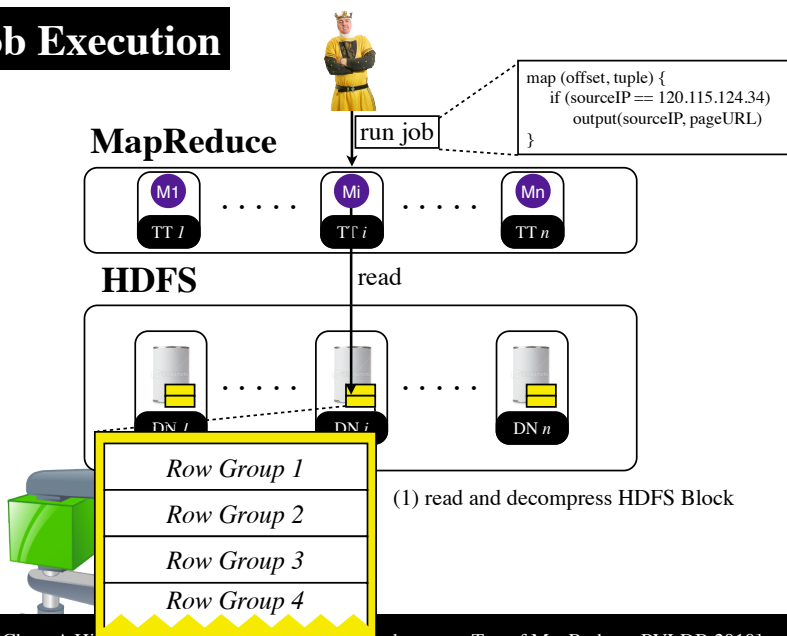 ob Execution
map (offset, tuple) {
if (sourceIP == 120.115.124.34)
output(sourceIP, pageURL)
}
run job
MapReduce
M1 ..... Mi ..... Mn
TT 1 TT i TT n
HDFS
read
..... .....
DN 1 DN i DN n
Row Group 1
(1) read and decompress HDFS Block
Row Group 2
Row Group 3
Row Group 4